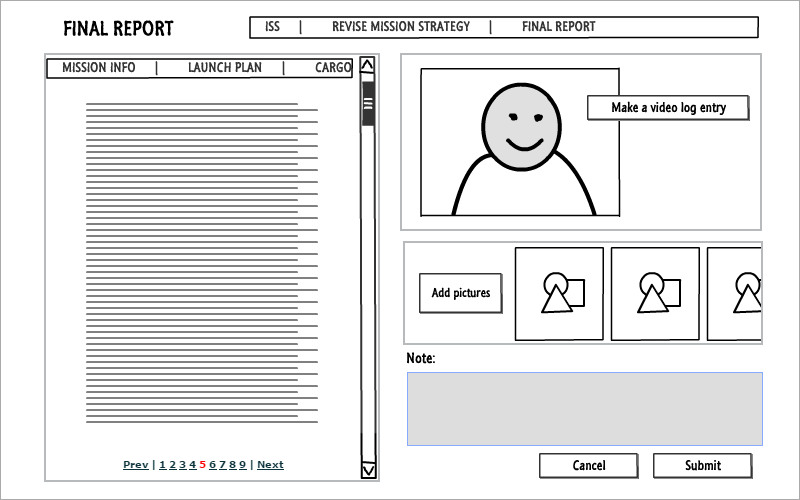 FINAL REPORT
ISS | REVISE MISSION STRATEGY | FINAL REPORT
MISSION INFO | LAUNCH PLAN | CARGO
Prev | 1 2 3 4 5 6 7 8 9 | Next
Make a video log entry
Add pictures
Note:
Cancel
Submit